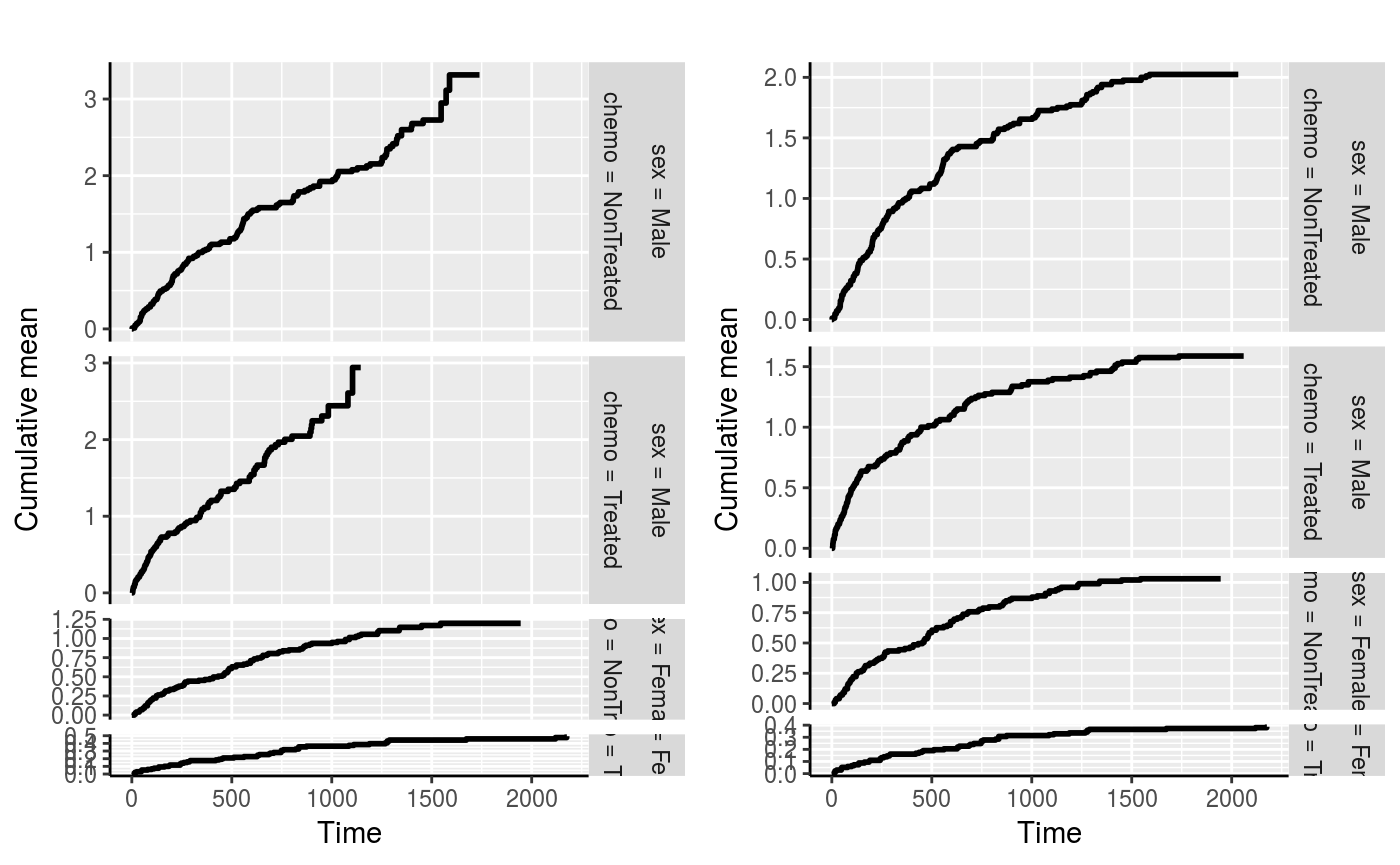 Cumulative mean
3
2
1
0
sex = Male
chemo = NonTreated
3
2
1
0
sex = Male
chemo = Treated
1.25
1.00
0.75
0.50
0.25
0.00
0.0
0 500 1000 1500 2000
Time
Cumulative mean
2.0
1.5
1.0
0.5
0.0
sex = Male
chemo = NonTreated
1.5
1.0
0.5
0.0
sex = Male
chemo = Treated
1.00
0.75
0.50
0.25
0.00
sex = Female
0.4
0.3
0.2
0.1
0.0
0 500 1000 1500 2000
Time